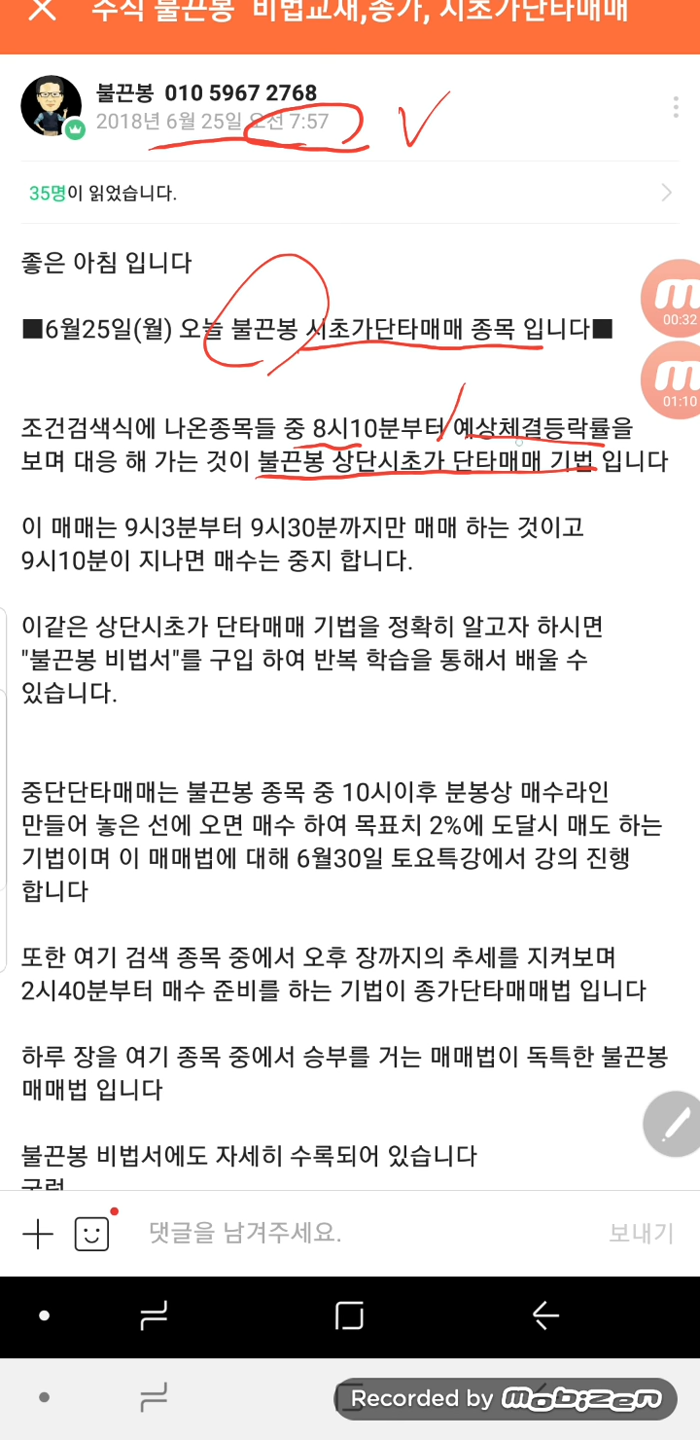 주식 불끈봉 비법교재,종가, 시초가단타매매
불끈봉 010 5967 2768
2018년 6월 25일 오전 7:57
35명이 읽었습니다.
좋은 아침 입니다
■6월25일(월) 오늘 불끈봉 시초가단타매매 종목 입니다■
조건검색식에 나온종목들 중 8시10분부터 예상체결등락률을
보며 대응 해 가는 것이 불끈봉 상단시초가 단타매매 기법 입니다
이 매매는 9시3분부터 9시30분까지만 매매 하는 것이고
9시10분이 지나면 매수는 중지 합니다.
이같은 상단시초가 단타매매 기법을 정확히 알고자 하시면
"불끈봉 비법서"를 구입 하여 반복 학습을 통해서 배울 수
있습니다.
중단단타매매는 불끈봉 종목 중 10시이후 분봉상 매수라인
만들어 놓은 선에 오면 매수 하여 목표치 2%에 도달시 매도 하는
기법이며 이 매매법에 대해 6월30일 토요특강에서 강의 진행
합니다
또한 여기 검색 종목 중에서 오후 장까지의 추세를 지켜보며
2시40분부터 매수 준비를 하는 기법이 종가단타매매법 입니다
하루 장을 여기 종목 중에서 승부를 거는 매매법이 독특한 불끈봉
매매법 입니다
불끈봉 비법서에도 자세히 수록되어 있습니다
00:32
01:10
댓글을 남겨주세요.
보내기
Recorded by mobizen